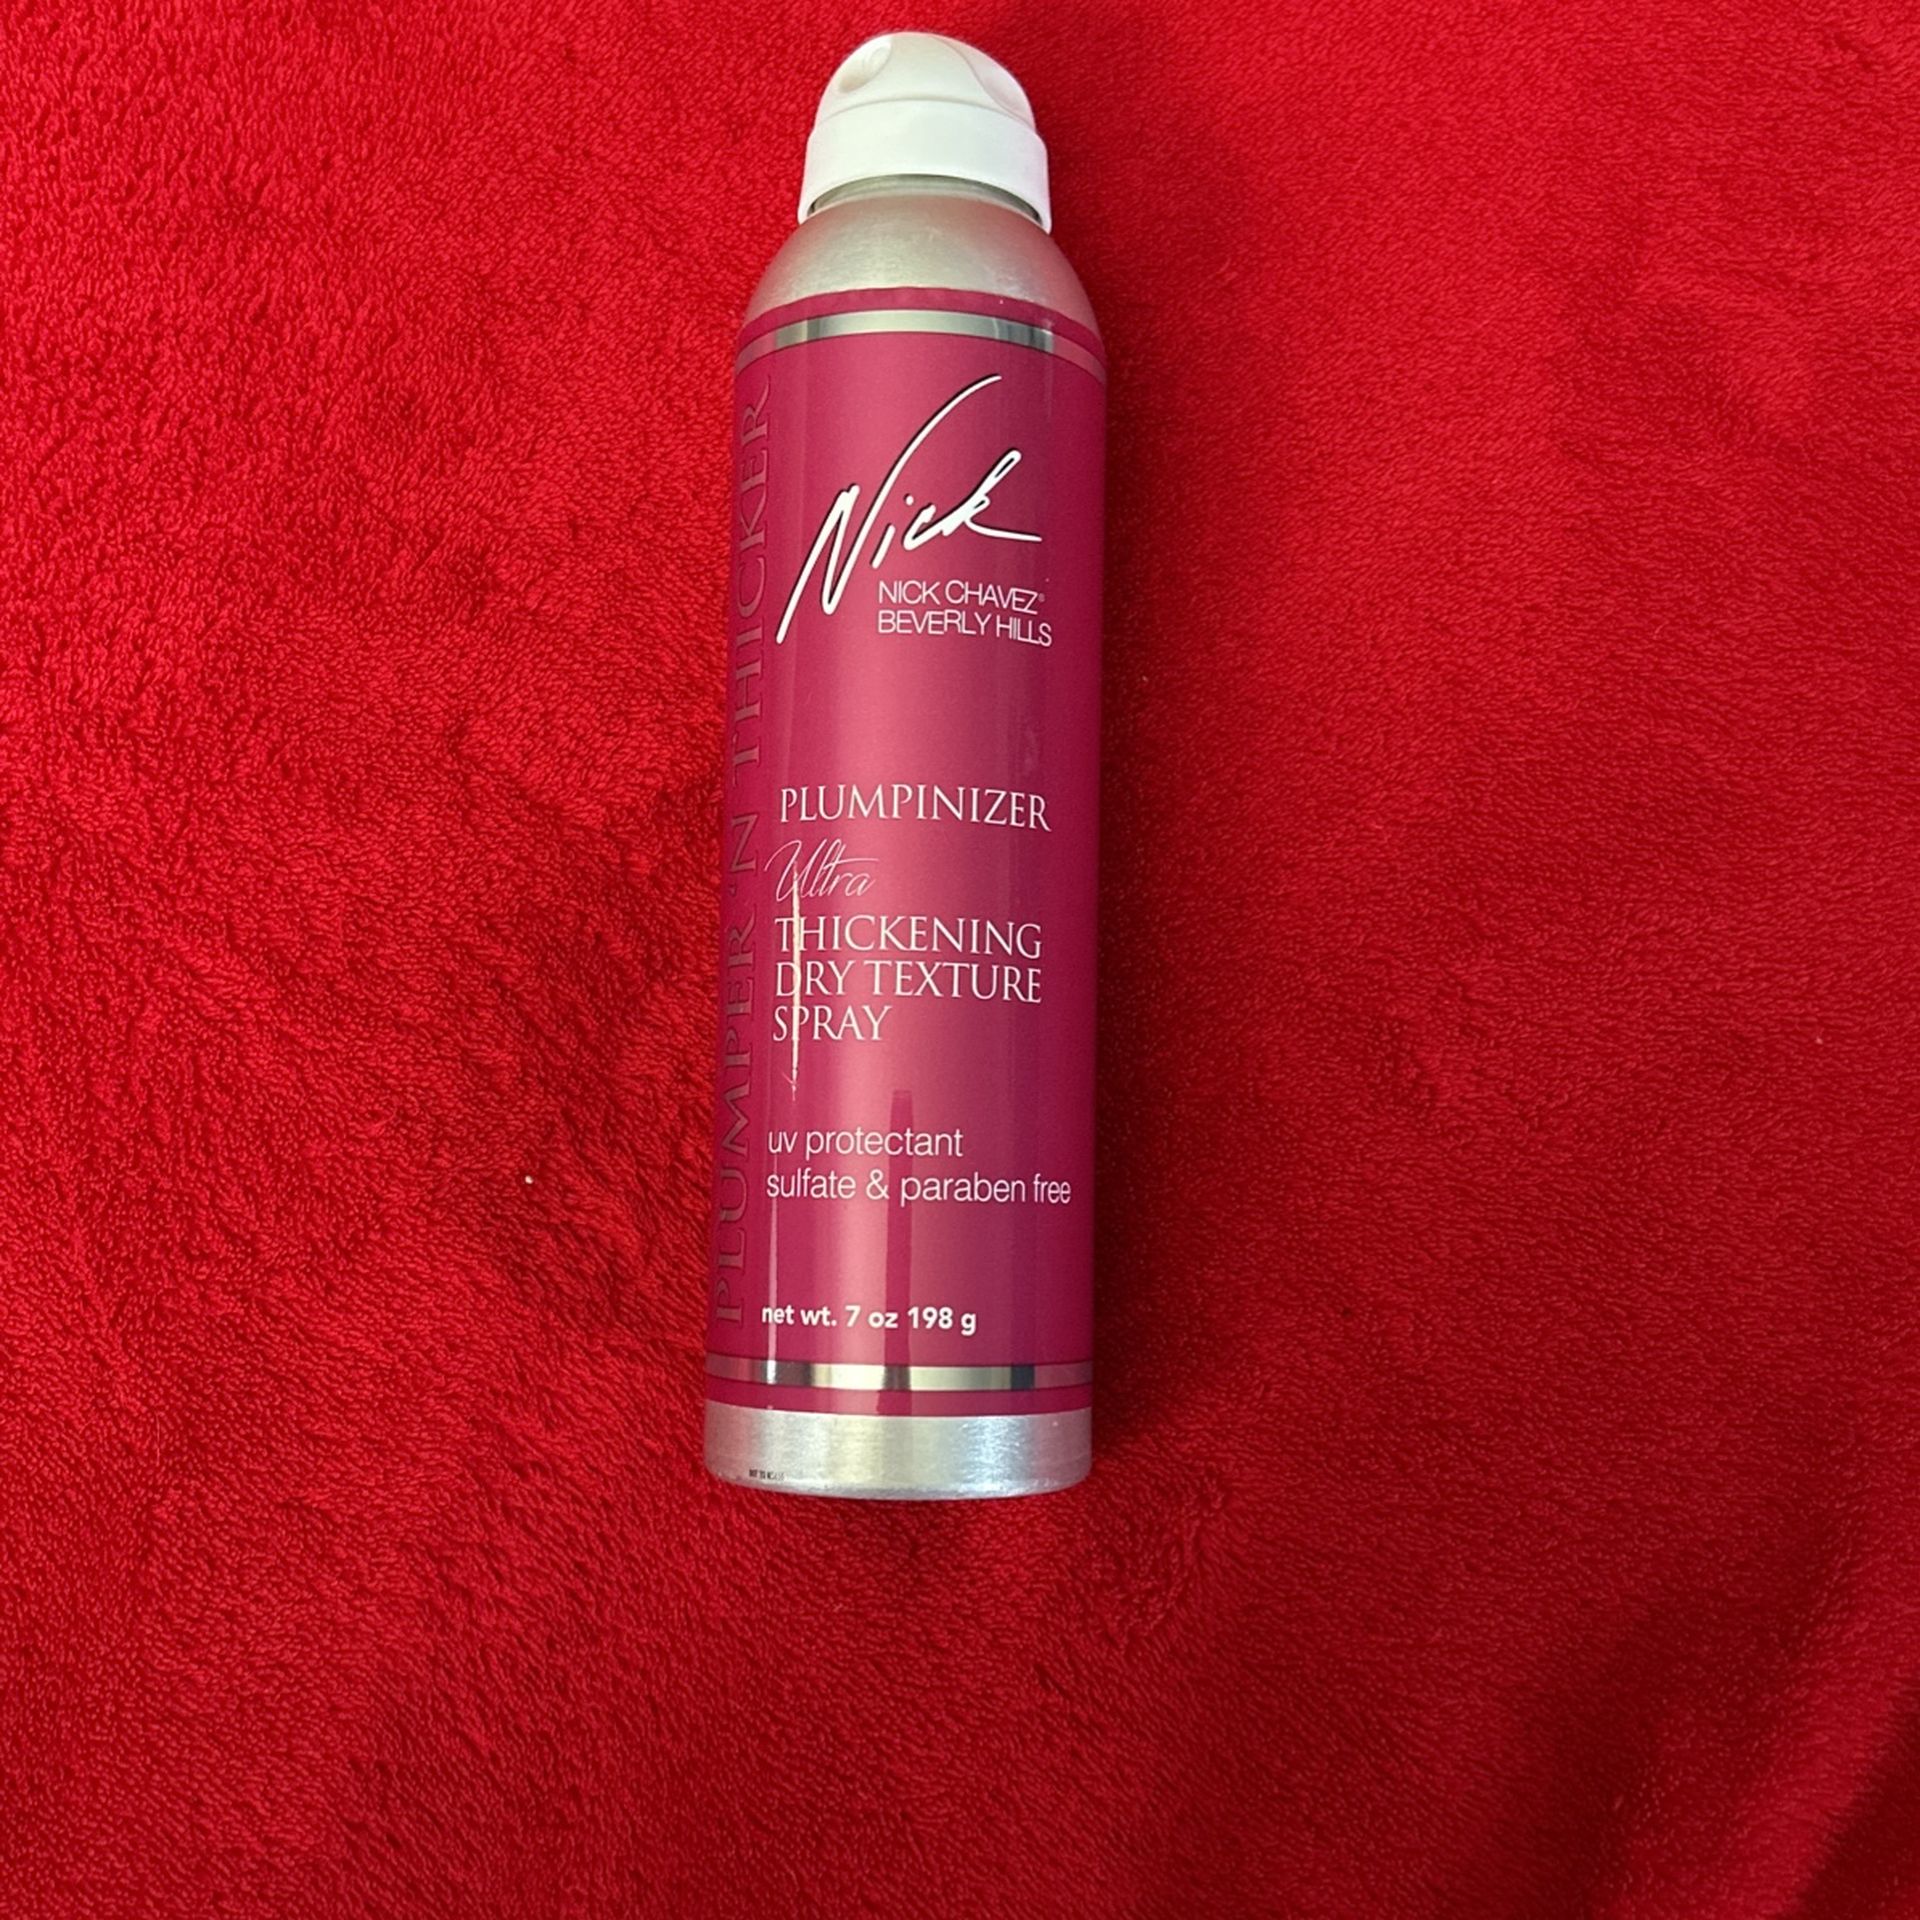 Nick
NICK CHAVEZ®
BEVERLY HILLS
PLUMPER 'N THICKER
PLUMPINIZER
Ultra
THICKENING
DRY TEXTURE
SPRAY
uv protectant
sulfate & paraben free
net wt. 7 oz 198 g